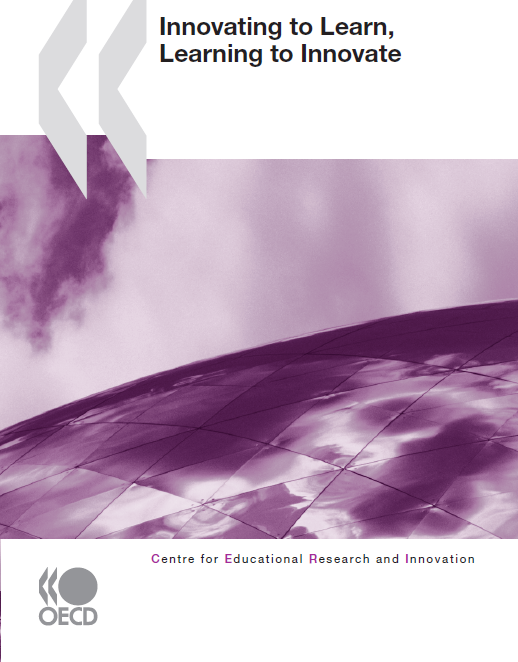 Innovating to Learn,
Learning to Innovate
Centre for Educational Research and Innovation
OECD